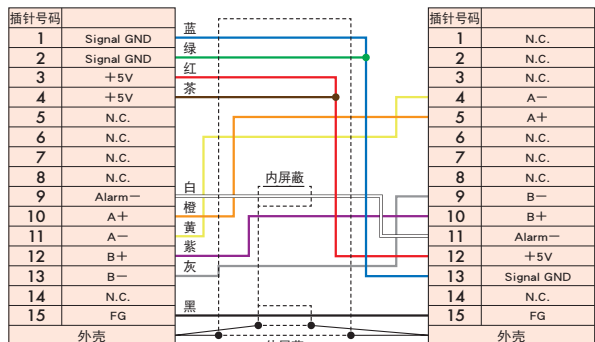 插针号码
1 Signal GND
2 Signal GND
3 +5V
4 +5V
5 N.C.
6 N.C.
7 N.C.
8 N.C.
9 Alarm−
10 A+
11 A−
12 B+
13 B−
14 N.C.
15 FG
外壳
蓝
绿
红
茶
白
橙
黄
紫
灰
黑
内屏蔽
插针号码
1 N.C.
2 N.C.
3 N.C.
4 A−
5 A+
6 N.C.
7 N.C.
8 N.C.
9 B−
10 B+
11 Alarm−
12 +5V
13 Signal GND
14 N.C.
15 FG
外壳